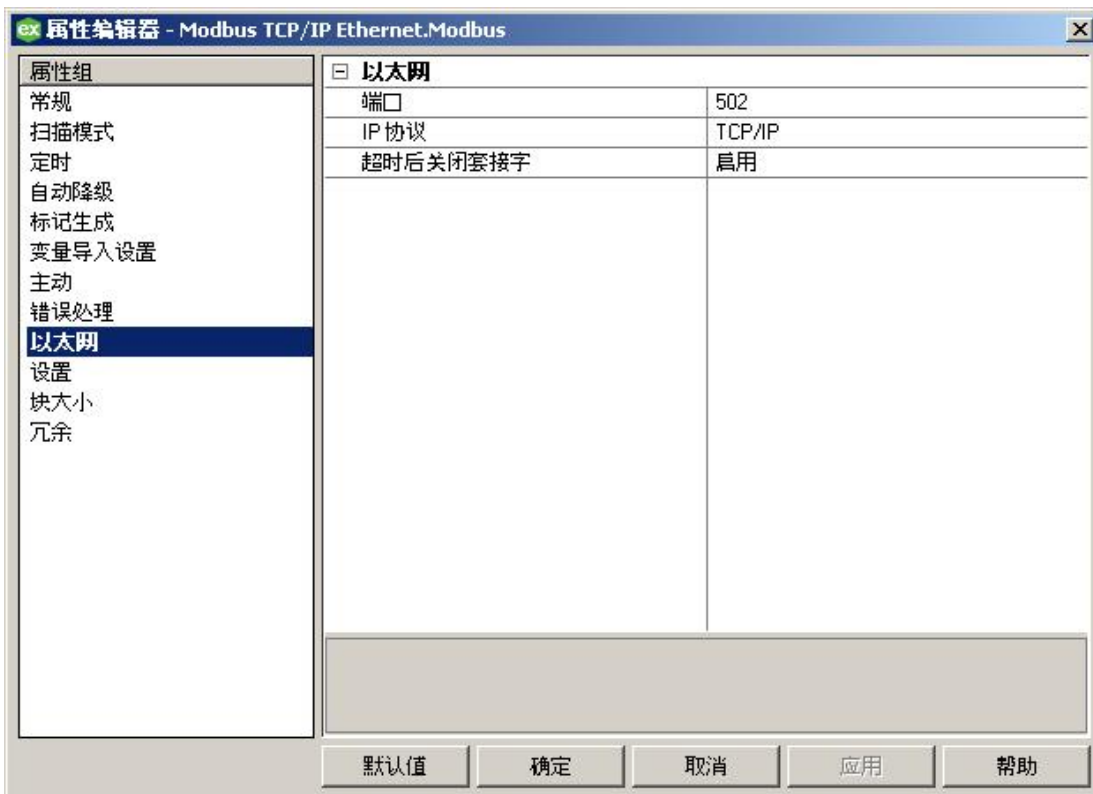 ex 属性编辑器 - Modbus TCP/IP Ethernet.Modbus
属性组
常规
扫描模式
定时
自动降级
标记生成
变量导入设置
主动
错误处理
以太网
设置
块大小
冗余
以太网
端口 502
IP 协议 TCP/IP
超时后关闭套接字 启用
默认值 确定 取消 应用 帮助